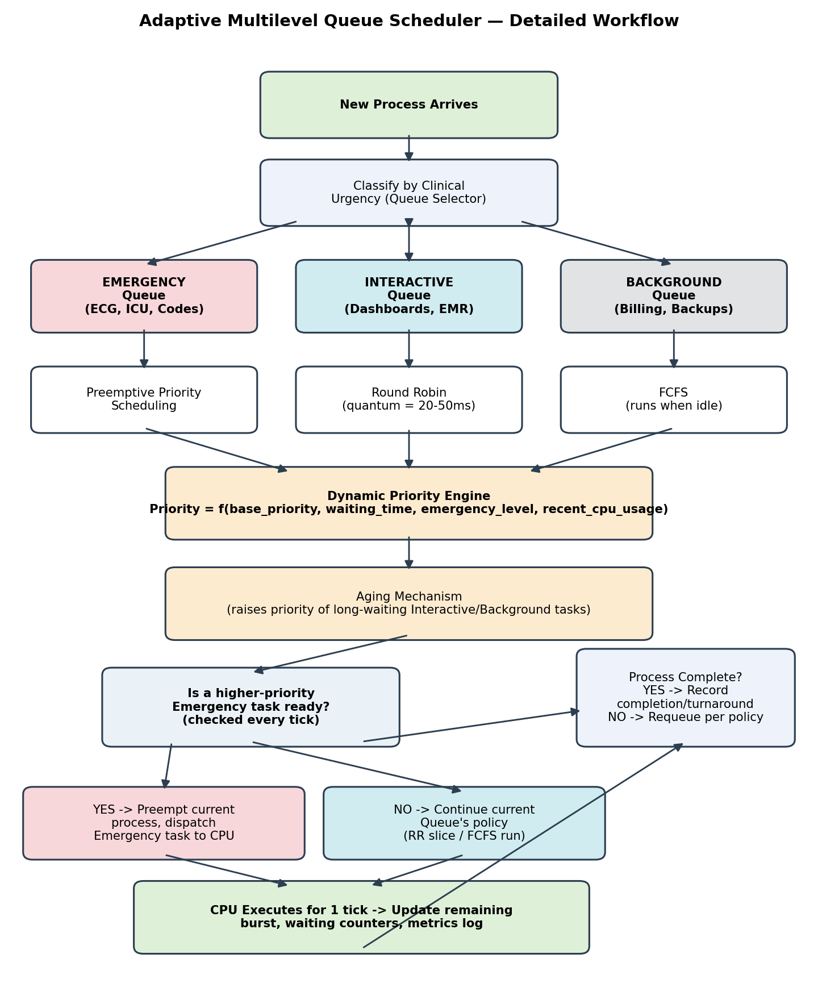 Adaptive Multilevel Queue Scheduler — Detailed Workflow
New Process Arrives
Classify by Clinical
Urgency (Queue Selector)
EMERGENCY
Queue
(ECG, ICU, Codes)
INTERACTIVE
Queue
(Dashboards, EMR)
BACKGROUND
Queue
(Billing, Backups)
Preemptive Priority
Scheduling
Round Robin
(quantum = 20-50ms)
FCFS
(runs when idle)
Dynamic Priority Engine
Priority = f(base_priority, waiting_time, emergency_level, recent_cpu_usage)
Aging Mechanism
(raises priority of long-waiting Interactive/Background tasks)
Is a higher-priority
Emergency task ready?
(checked every tick)
Process Complete?
YES -> Record
completion/turnaround
NO -> Requeue per policy
YES -> Preempt current
process, dispatch
Emergency task to CPU
NO -> Continue current
Queue's policy
(RR slice / FCFS run)
CPU Executes for 1 tick -> Update remaining
burst, waiting counters, metrics log